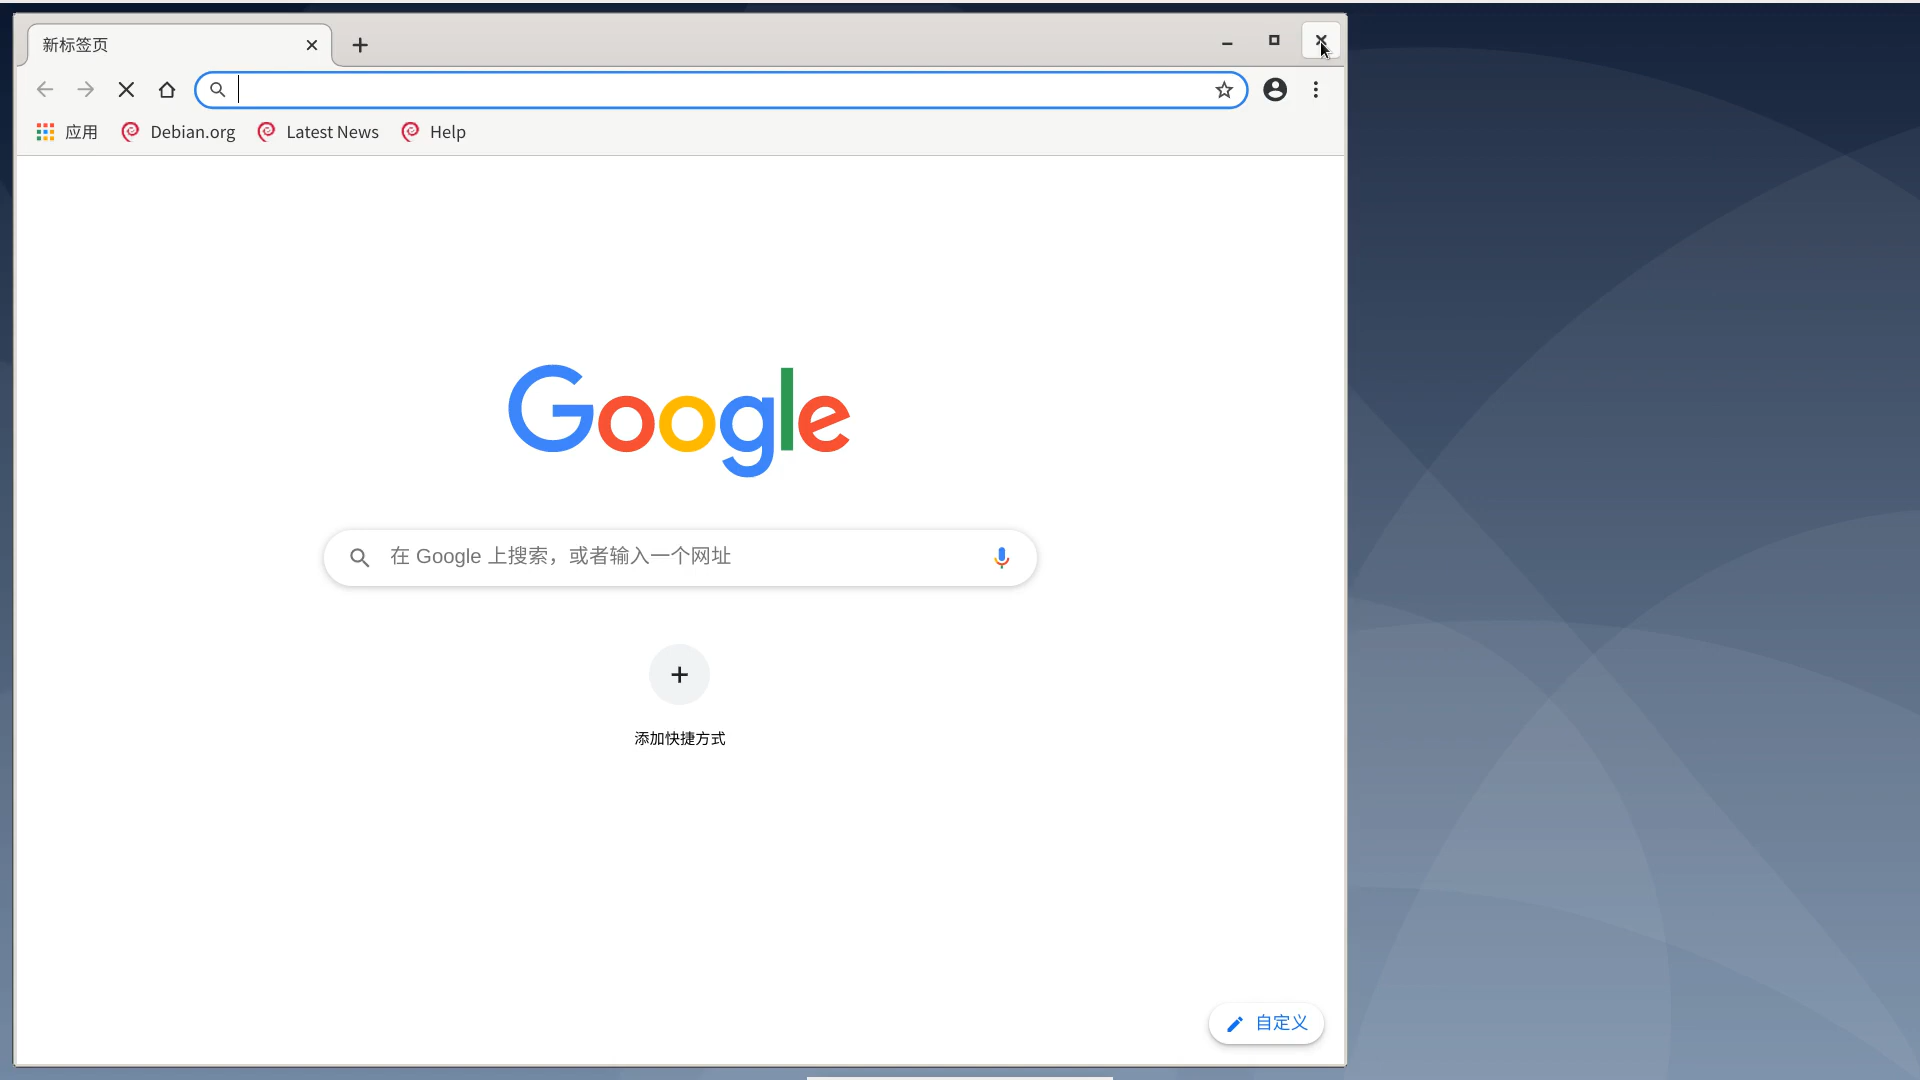 新标签页
应用
Debian.org
Latest News
Help
Google
在 Google 上搜索，或者输入一个网址
添加快捷方式
自定义